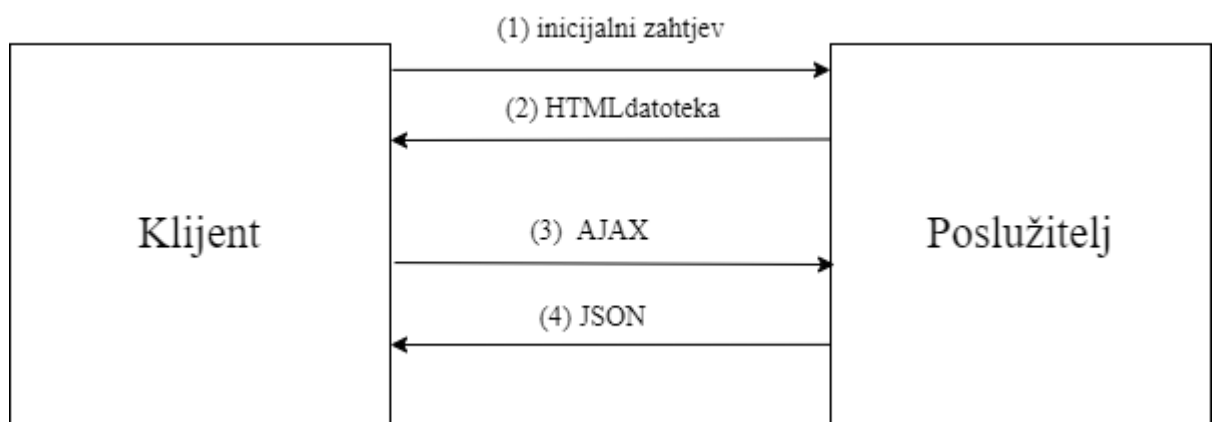 (1) inicijalni zahtjev
(2) HTMLdatoteka
Klijent
(3) AJAX
Poslužitelj
(4) JSON